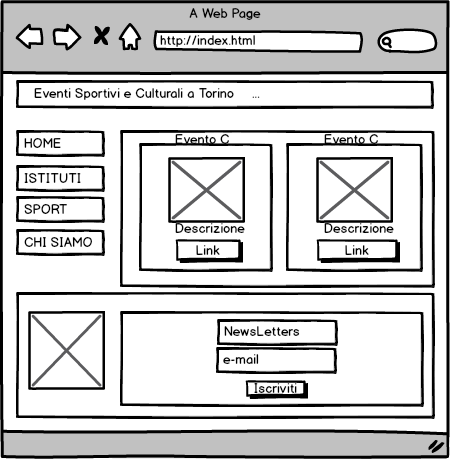 A Web Page
http://index.html
Eventi Sportivi e Culturali a Torino ...
HOME
ISTITUTI
SPORT
CHI SIAMO
Evento C
Descrizione
Link
Evento C
Descrizione
Link
NewsLetters
e-mail
Iscriviti